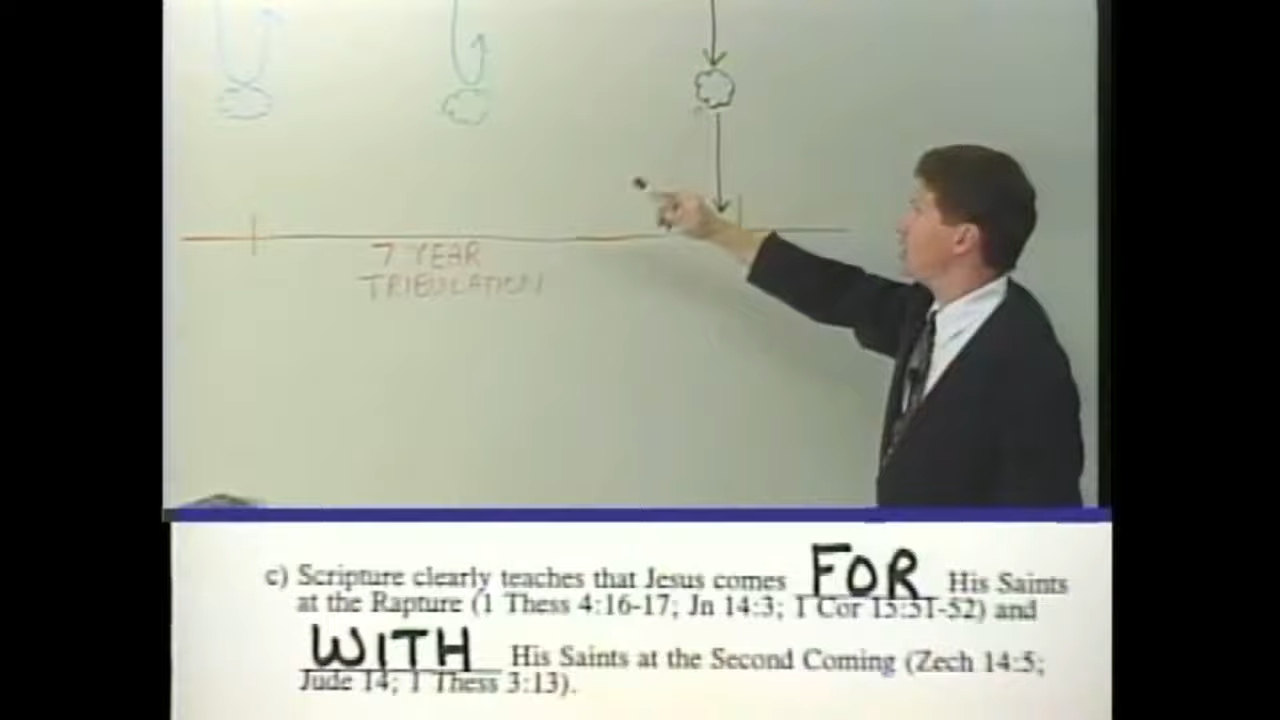 7 YEAR
TRIBULATION
c) Scripture clearly teaches that Jesus comes FOR His Saints
at the Rapture (1 Thess 4:16-17; Jn 14:3; 1 Cor 15:51-52) and
WITH His Saints at the Second Coming (Zech 14:5;
Jude 14; 1 Thess 3:13).